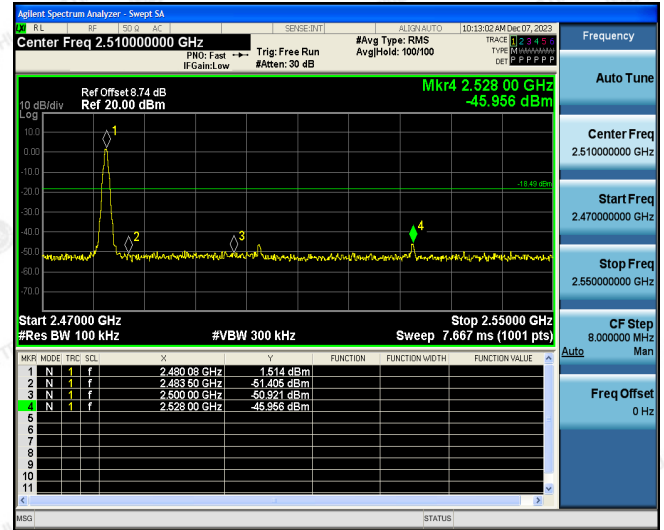 Agilent Spectrum Analyzer - Swept SA
RL RF 50 Ω AC SENSE:INT ALIGN AUTO 10:13:02 AM Dec 07, 2023
Center Freq 2.510000000 GHz
PNO: Fast
IFGain:Low
Trig: Free Run
#Atten: 30 dB
#Avg Type: RMS
Avg|Hold: 100/100
TRACE 1 2 3 4 5 6
TYPE M
DET P P P P P P
Mkr4 2.528 00 GHz
-45.956 dBm
Ref Offset 8.74 dB
10 dB/div Ref 20.00 dBm
Log
10.0
0.00
-10.0
-20.0
-30.0
-40.0
-50.0
-60.0
-70.0
1
2
3
4
-18.49 dBm
Start 2.47000 GHz Stop 2.55000 GHz
#Res BW 100 kHz #VBW 300 kHz Sweep 7.667 ms (1001 pts)
MKR MODE TRC SCL X Y FUNCTION FUNCTION WIDTH FUNCTION VALUE
1 N 1 f 2.480 08 GHz 1.514 dBm
2 N 1 f 2.483 50 GHz -51.405 dBm
3 N 1 f 2.500 00 GHz -50.921 dBm
4 N 1 f 2.528 00 GHz -45.956 dBm
5
6
7
8
9
10
11
MSG STATUS
Frequency
Auto Tune
Center Freq
2.510000000 GHz
Start Freq
2.470000000 GHz
Stop Freq
2.550000000 GHz
CF Step
8.000000 MHz
Auto Man
Freq Offset
0 Hz